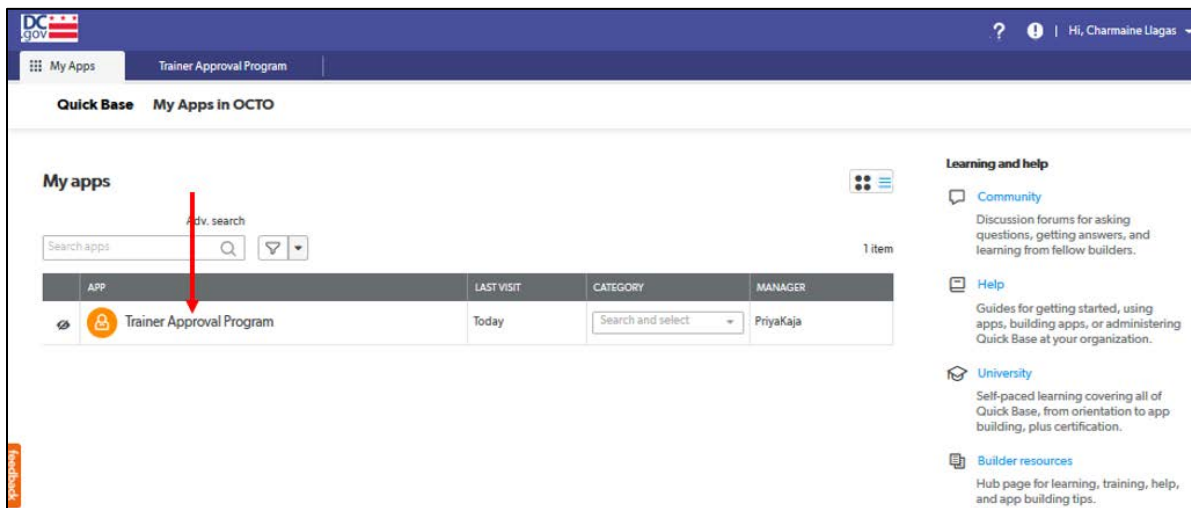 DC
.gov
? ! | Hi, Charmaine Llagas
My Apps Trainer Approval Program
Quick Base My Apps in OCTO
My apps
Adv. search
Search apps
1 item
APP LAST VISIT CATEGORY MANAGER
Trainer Approval Program Today Search and select PriyaKaja
Learning and help
Community
Discussion forums for asking
questions, getting answers, and
learning from fellow builders.
Help
Guides for getting started, using
apps, building apps, or administering
Quick Base at your organization.
University
Self-paced learning covering all of
Quick Base, from orientation to app
building, plus certification.
Builder resources
Hub page for learning, training, help,
and app building tips.
feedback